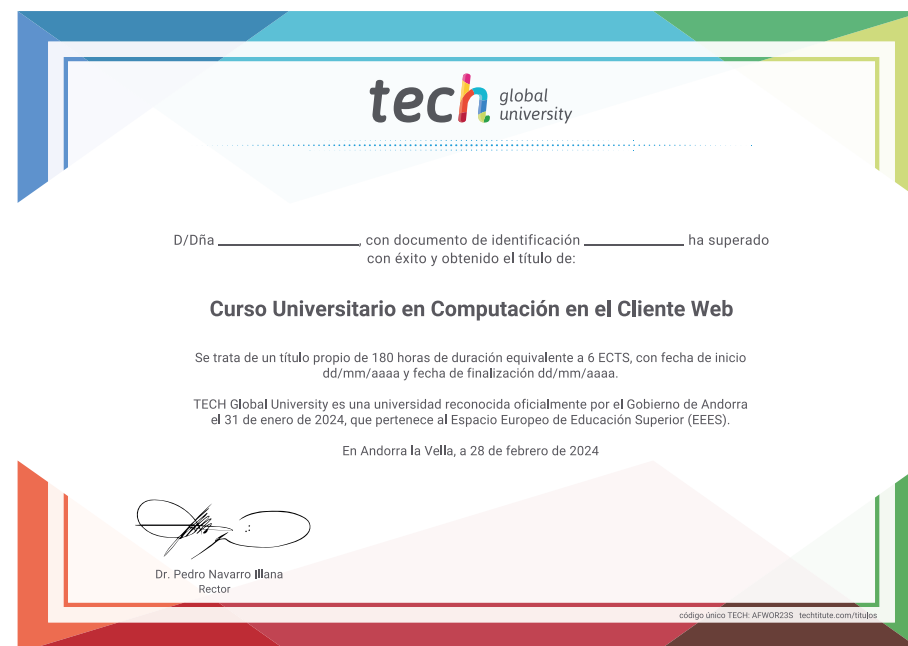 tech global university
D/Dña ____________________, con documento de identificación ______________ ha superado
con éxito y obtenido el título de:
Curso Universitario en Computación en el Cliente Web
Se trata de un título propio de 180 horas de duración equivalente a 6 ECTS, con fecha de inicio
dd/mm/aaaa y fecha de finalización dd/mm/aaaa.
TECH Global University es una universidad reconocida oficialmente por el Gobierno de Andorra
el 31 de enero de 2024, que pertenece al Espacio Europeo de Educación Superior (EEES).
En Andorra la Vella, a 28 de febrero de 2024
Dr. Pedro Navarro Illana
Rector
código único TECH: AFWOR23S techtitute.com/titulos